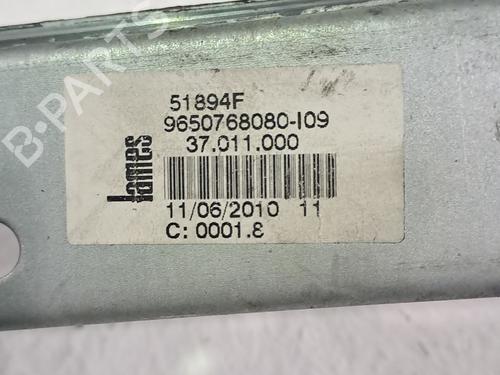 51894F
9650768080-I09
37.011.000
lames
11/06/2010 11
C: 0001.8
B-PARTS